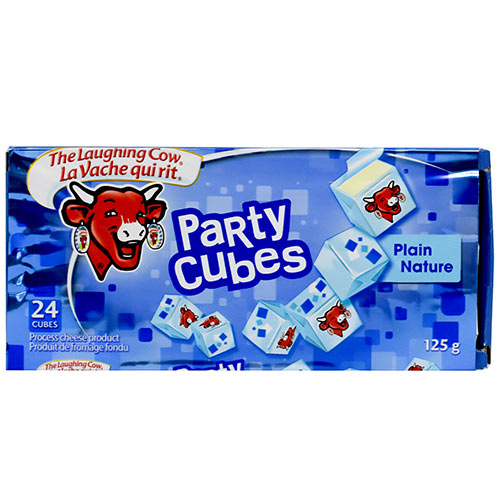 The Laughing Cow®
La Vache qui rit®
Party
Cubes
Plain
Nature
24
CUBES
Process cheese product
Produit de fromage fondu
125 g
The Laughing Cow®